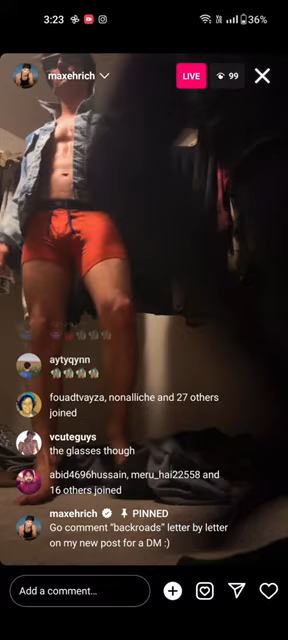 3:23
36%
maxehrich
LIVE
99
aytyqynn
fouadtvayza, nonalliche and 27 others
joined
vcuteguys
the glasses though
abid4696hussain, meru_hai22558 and
16 others joined
maxehrich PINNED
Go comment “backroads” letter by letter
on my new post for a DM :)
Add a comment...